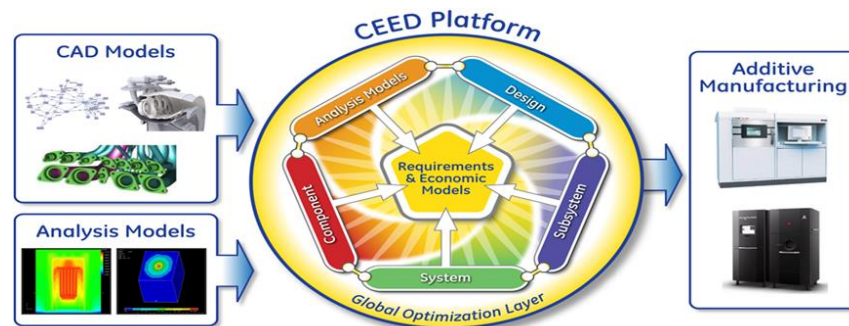 CEED Platform
CAD Models
Analysis Models
Analysis Models
Design
Component
Subsystem
System
Requirements
& Economic
Models
Global Optimization Layer
Additive
Manufacturing